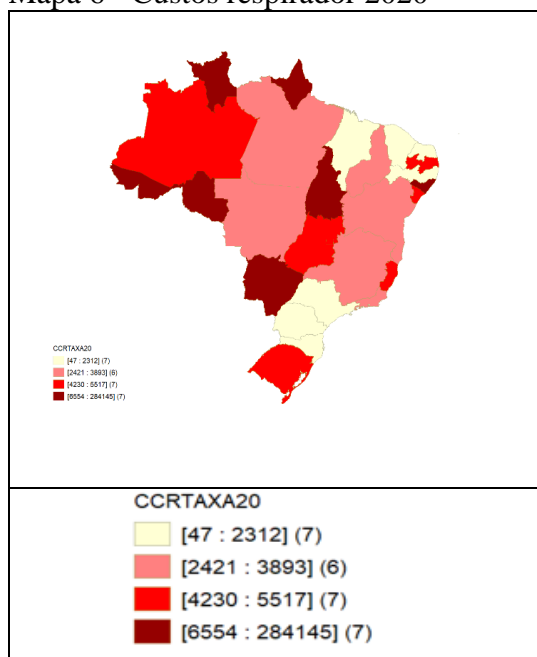 Mapa 6 - Custos respirador 2020
CCRTAXA20
[47 : 2312] (7)
[2421 : 3893] (6)
[4230 : 5517] (7)
[6554 : 284145] (7)
CCRTAXA20
[47 : 2312] (7)
[2421 : 3893] (6)
[4230 : 5517] (7)
[6554 : 284145] (7)